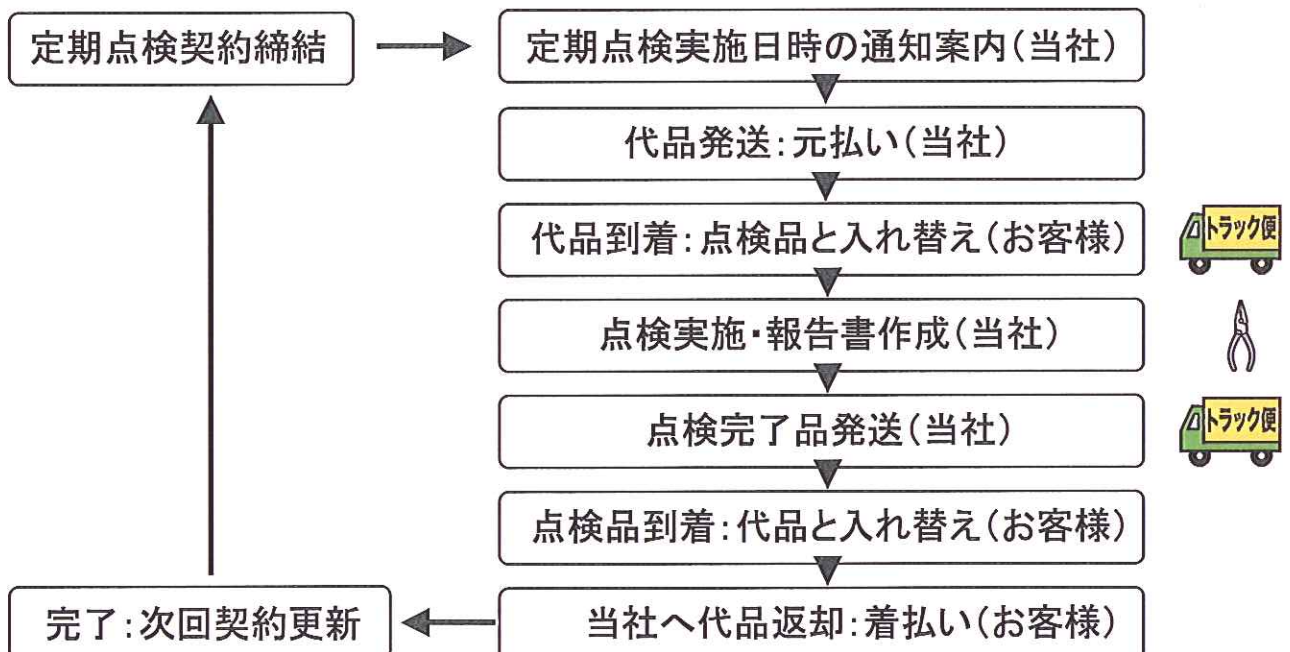 定期点検契約締結
定期点検実施日時の通知案内(当社)
代品発送:元払い(当社)
代品到着:点検品と入れ替え(お客様)
トラック便
点検実施・報告書作成(当社)
点検完了品発送(当社)
トラック便
点検品到着:代品と入れ替え(お客様)
当社へ代品返却:着払い(お客様)
完了:次回契約更新